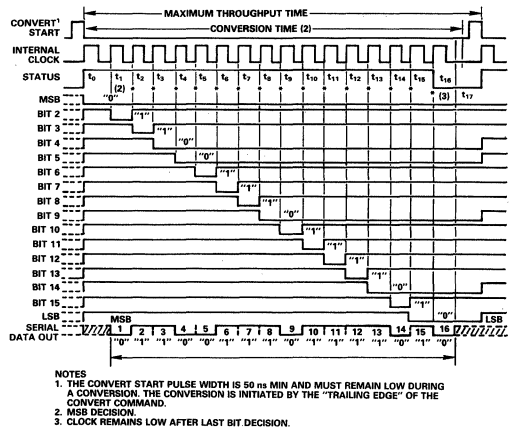 MAXIMUM THROUGHPUT TIME
CONVERT¹
START
CONVERSION TIME (2)
INTERNAL
CLOCK
STATUS
t0 t1 t2 t3 t4 t5 t6 t7 t8 t9 t10 t11 t12 t13 t14 t15 t16
(2) (3) t17
MSB "0"
BIT 2 "1"
BIT 3 "1"
BIT 4 "0"
BIT 5 "0"
BIT 6 "1"
BIT 7 "1"
BIT 8 "1"
BIT 9 "0"
BIT 10 "1"
BIT 11 "1"
BIT 12 "1"
BIT 13 "1"
BIT 14 "0"
BIT 15 "1"
LSB "0" LSB
MSB
SERIAL
DATA OUT
1 2 3 4 5 6 7 8 9 10 11 12 13 14 15 16
"0" "1" "1" "0" "0" "1" "1" "1" "0" "1" "1" "1" "1" "0" "1" "0"
NOTES
1. THE CONVERT START PULSE WIDTH IS 50 ns MIN AND MUST REMAIN LOW DURING
A CONVERSION. THE CONVERSION IS INITIATED BY THE "TRAILING EDGE" OF THE
CONVERT COMMAND.
2. MSB DECISION.
3. CLOCK REMAINS LOW AFTER LAST BIT DECISION.